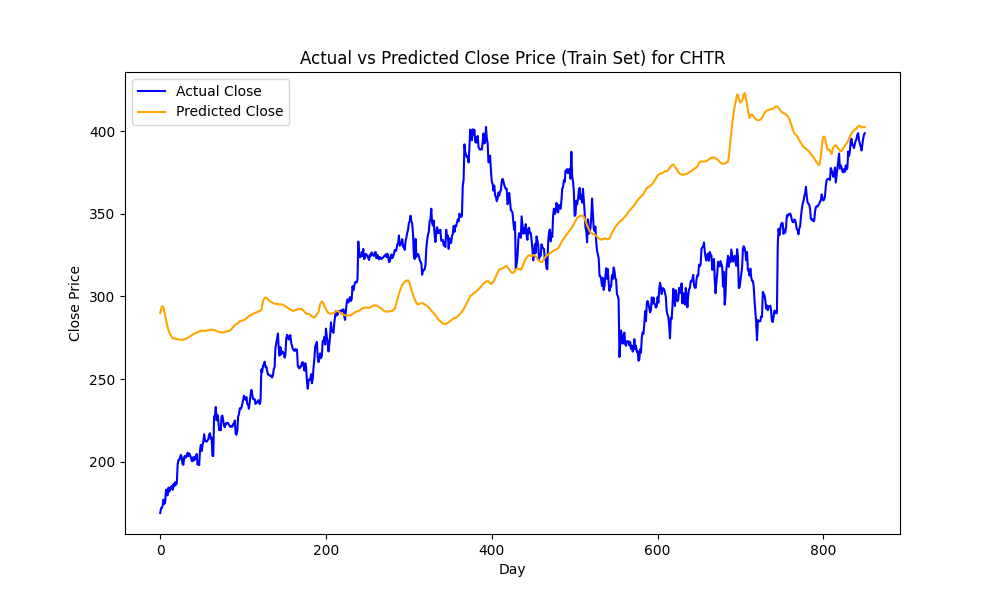 Actual vs Predicted Close Price (Train Set) for CHTR
Actual Close
Predicted Close
Close Price
400
350
300
250
200
0
200
400
600
800
Day